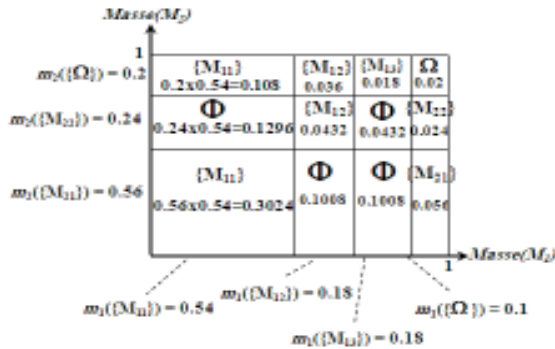 Masse(M₂)
1
m₂({Ω}) = 0.2 {M₁₁} {M₁₂} {M₁₃} Ω
0.2x0.54=0.108 0.036 0.018 0.02
m₂({M₂₂}) = 0.24 Φ {M₁₂} Φ {M₂₂}
0.24x0.54=0.1296 0.0432 0.0432 0.024
m₂({M₂₁}) = 0.56 {M₁₁} Φ Φ {M₂₁}
0.56x0.54=0.3024 0.1008 0.1008 0.056
1 Masse(M₁)
m₁({M₁₁}) = 0.54 m₁({M₁₂}) = 0.18 m₁({M₁₃}) = 0.18 m₁({Ω}) = 0.1